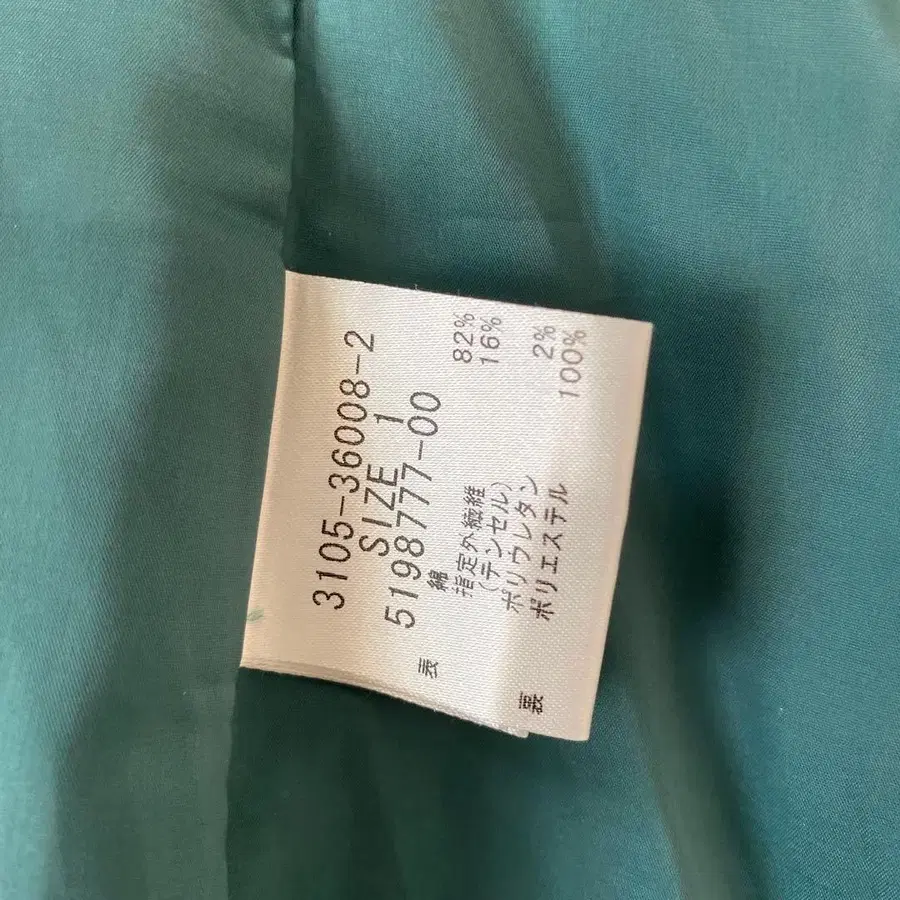 3105-36008-2
SIZE 1
5198777-00
表 綿 82%
指定外繊維 16%
(テンセル)
ポリウレタン 2%
裏 ポリエステル 100%